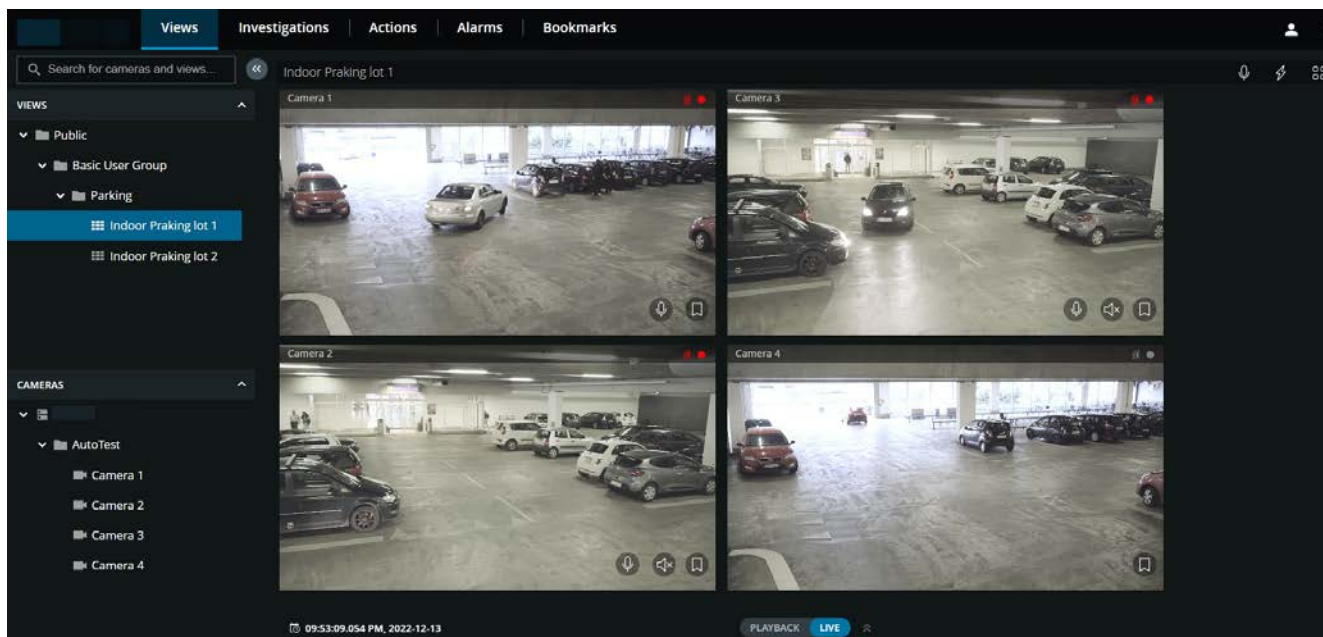 Views Investigations Actions Alarms Bookmarks
Search for cameras and views...
Indoor Praking lot 1
VIEWS
Public
Basic User Group
Parking
Indoor Praking lot 1
Indoor Praking lot 2
CAMERAS
AutoTest
Camera 1
Camera 2
Camera 3
Camera 4
Camera 1
Camera 3
Camera 2
Camera 4
09:53:09.054 PM, 2022-12-13
PLAYBACK LIVE